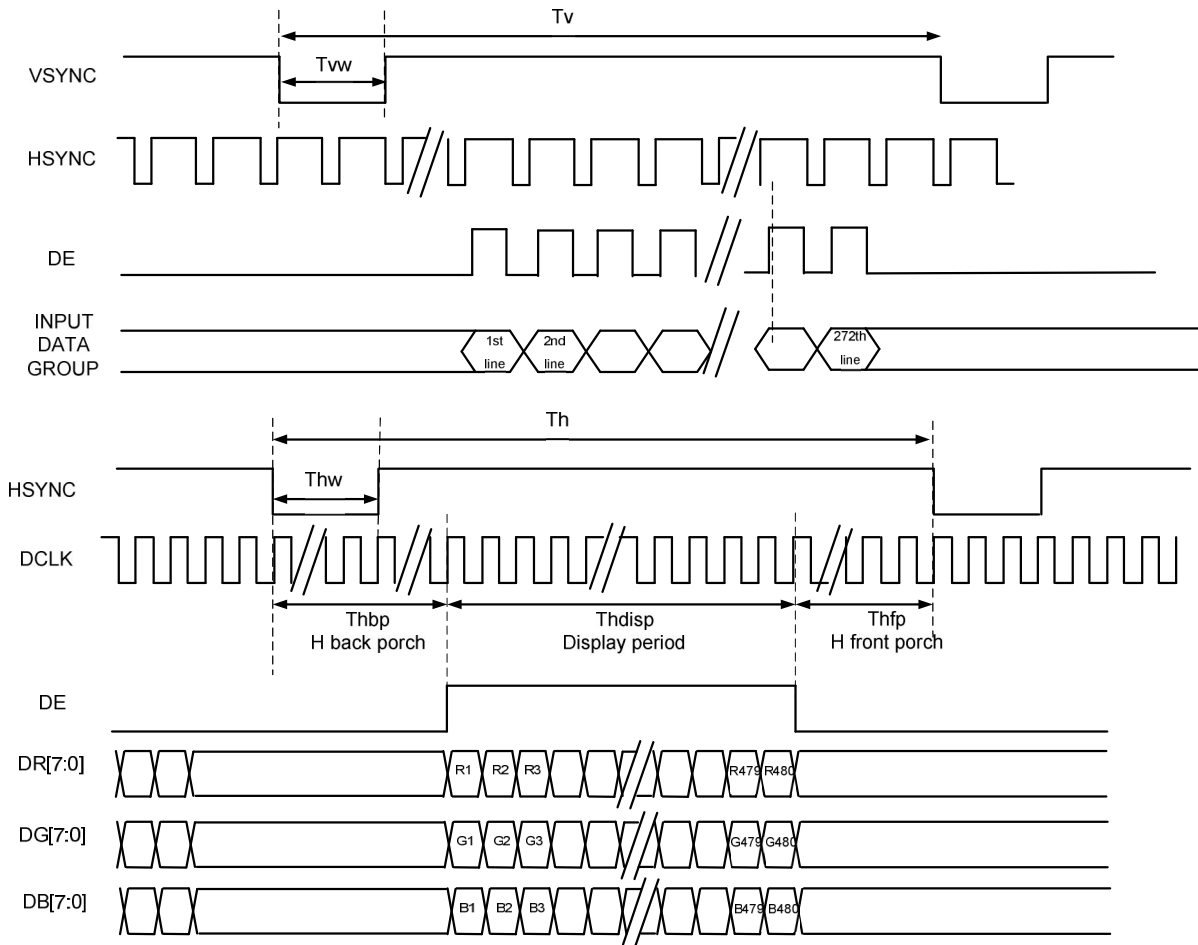 Tv
VSYNC
Tvw
HSYNC
DE
INPUT
DATA
GROUP
1st
line
2nd
line
272th
line
Th
HSYNC
Thw
DCLK
Thbp
H back porch
Thdisp
Display period
Thfp
H front porch
DE
DR[7:0]
R1 R2 R3 R479 R480
DG[7:0]
G1 G2 G3 G479 G480
DB[7:0]
B1 B2 B3 B479 B480